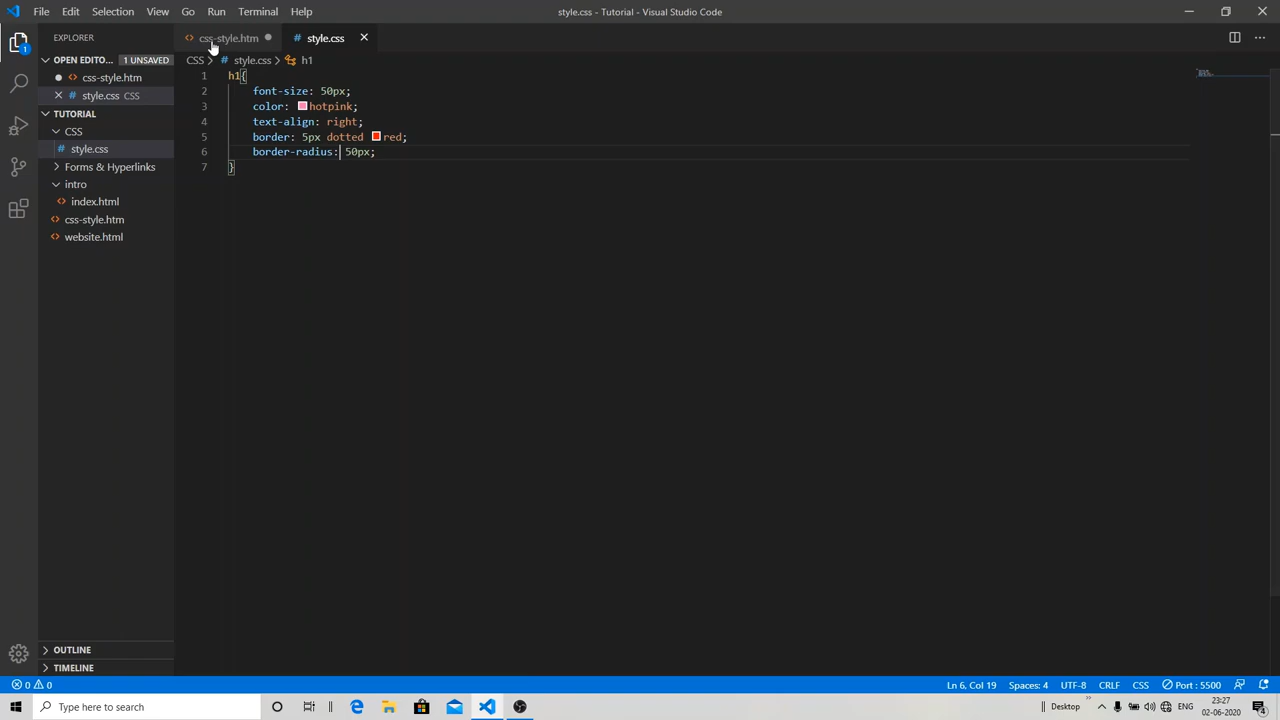 File Edit Selection View Go Run Terminal Help style.css - Tutorial - Visual Studio Code
EXPLORER
css-style.htm style.css
OPEN EDITO... 1 UNSAVED
CSS > style.css > h1
css-style.htm
style.css CSS
TUTORIAL
CSS
style.css
Forms & Hyperlinks
intro
index.html
css-style.htm
website.html
1 h1{
2 font-size: 50px;
3 color: hotpink;
4 text-align: right;
5 border: 5px dotted red;
6 border-radius: 50px;
7 }
OUTLINE
TIMELINE
0 0 Ln 6, Col 19 Spaces: 4 UTF-8 CRLF CSS Port : 5500
Type here to search
Desktop ENG
23:27
02-06-2020
4
1